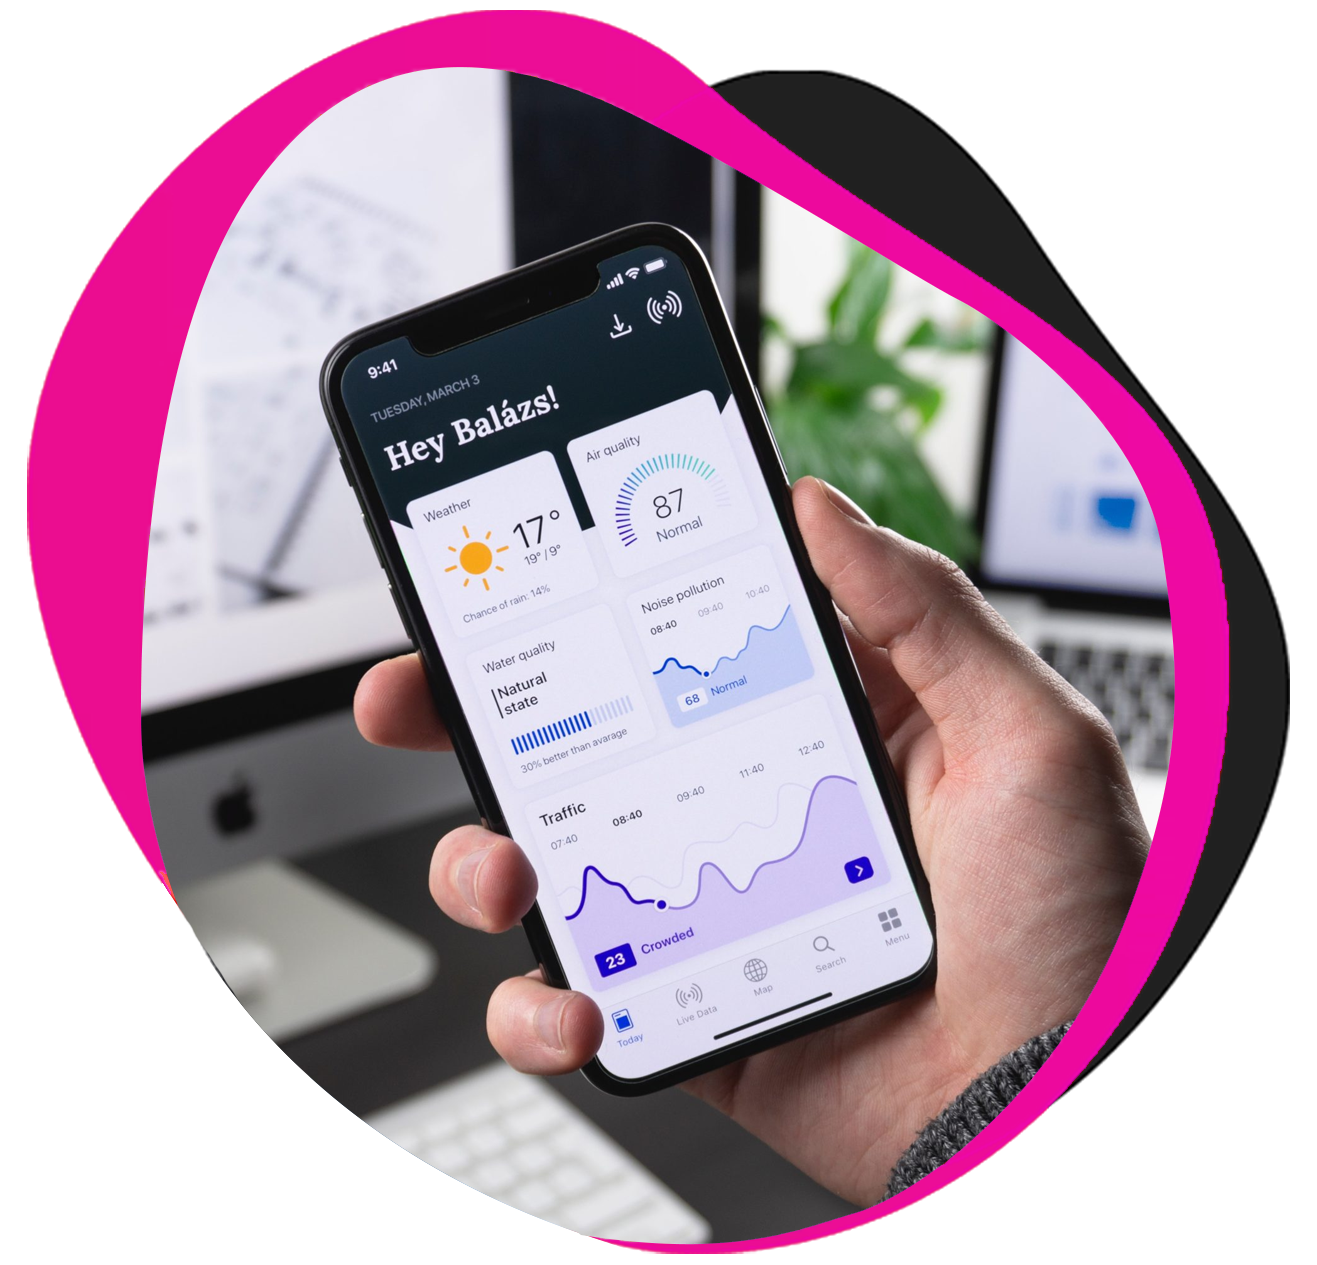 9:41
TUESDAY, MARCH 3
Hey Balázs!
Weather
17°
19° / 9°
Chance of rain: 14%
Air quality
87
Normal
Water quality
Natural
state
30% better than avarage
Noise pollution
08:40 09:40 10:40
68 Normal
Traffic
07:40 08:40 09:40 11:40 12:40
23 Crowded
Today Live Data Map Search Menu